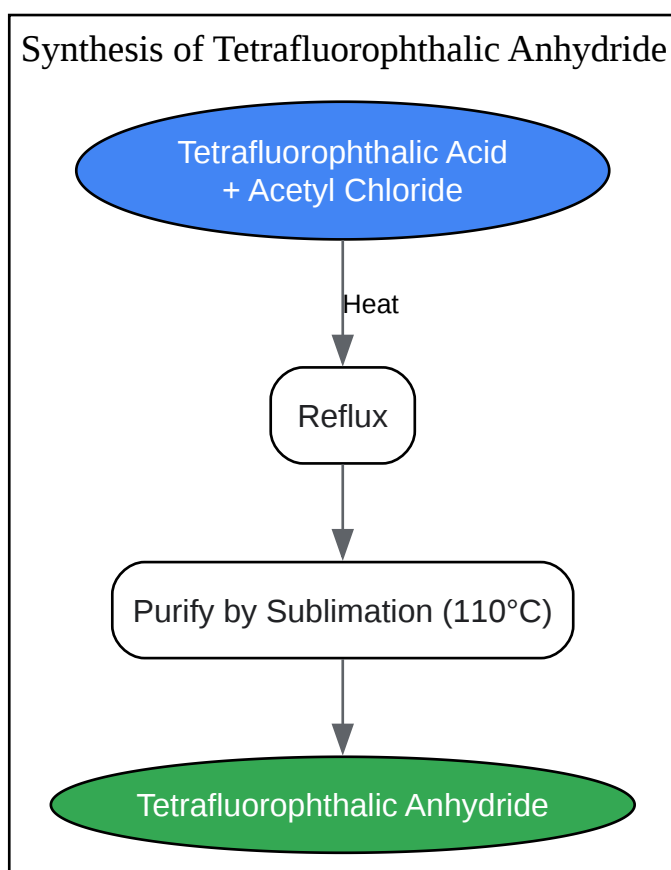 Synthesis of Tetrafluorophthalic Anhydride
Tetrafluorophthalic Acid
+ Acetyl Chloride
Heat
Reflux
Purify by Sublimation (110°C)
Tetrafluorophthalic Anhydride